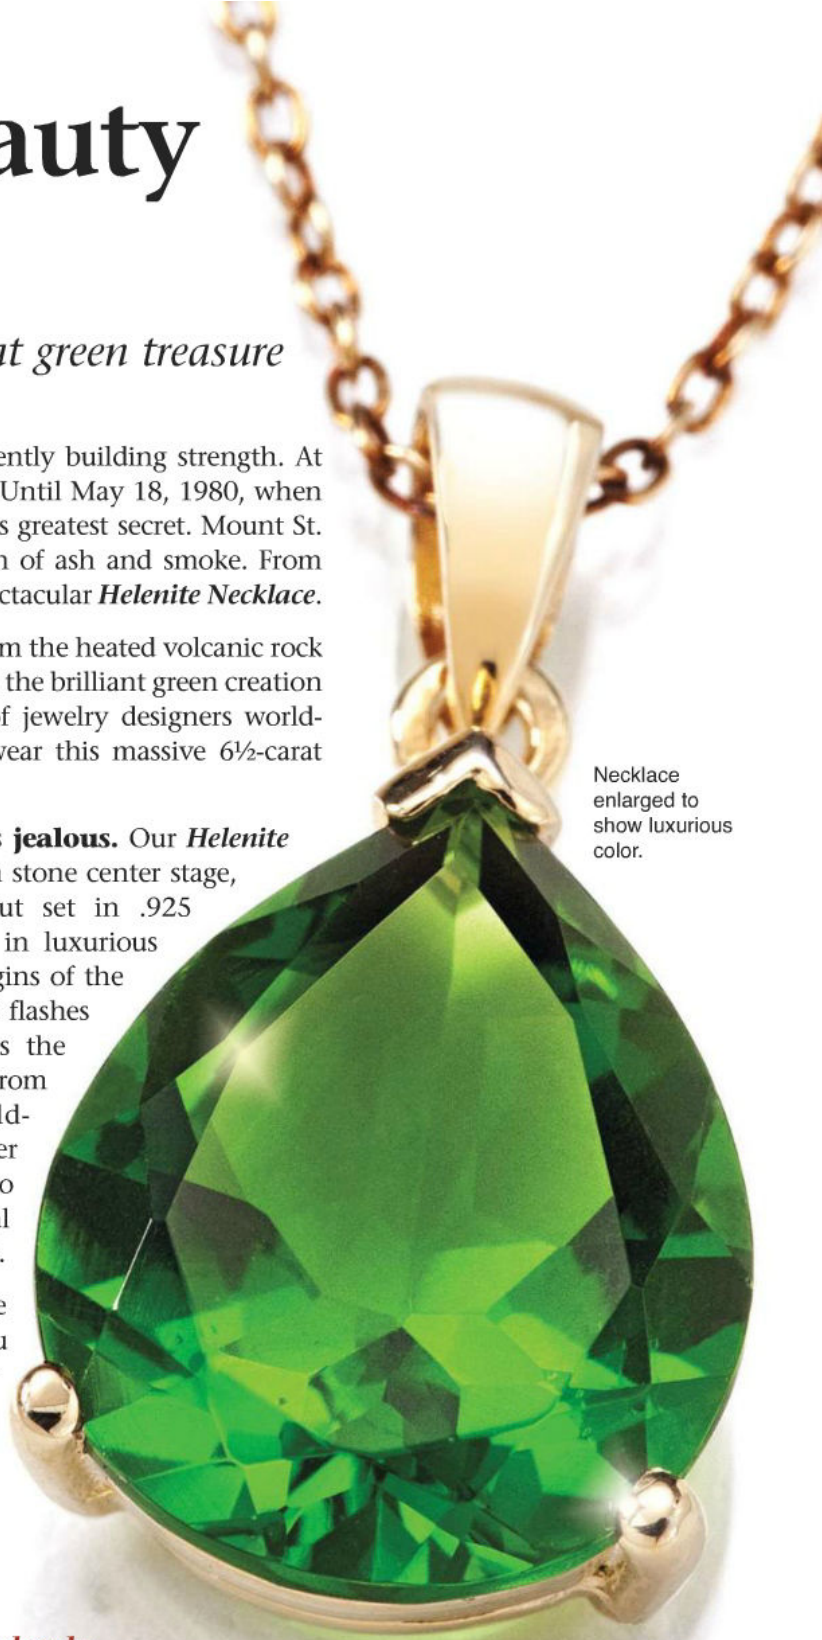 auty
at green treasure
ently building strength. At
Until May 18, 1980, when
s greatest secret. Mount St.
n of ash and smoke. From
ctacular Helenite Necklace.
m the heated volcanic rock
the brilliant green creation
f jewelry designers world-
wear this massive 6½-carat
Necklace
enlarged to
show luxurious
color.
s jealous. Our Helenite
n stone center stage,
ut set in .925
in luxurious
gins of the
flashes
s the
rom
ld-
er
o
l
.
e
u